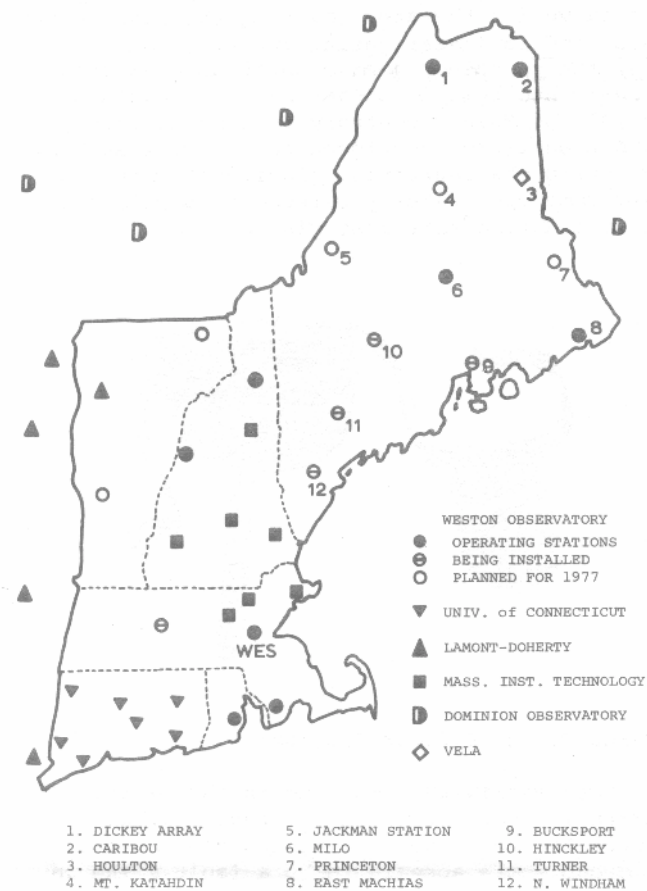 1
2
3
4
5
6
7
8
9
10
11
12
WES
WESTON OBSERVATORY
OPERATING STATIONS
BEING INSTALLED
PLANNED FOR 1977
UNIV. of CONNECTICUT
LAMONT-DOHERTY
MASS. INST. TECHNOLOGY
DOMINION OBSERVATORY
VELA
1. DICKEY ARRAY 5. JACKMAN STATION 9. BUCKSPORT
2. CARIBOU 6. MILO 10. HINCKLEY
3. HOULTON 7. PRINCETON 11. TURNER
4. MT. KATAHDIN 8. EAST MACHIAS 12. N. WINDHAM